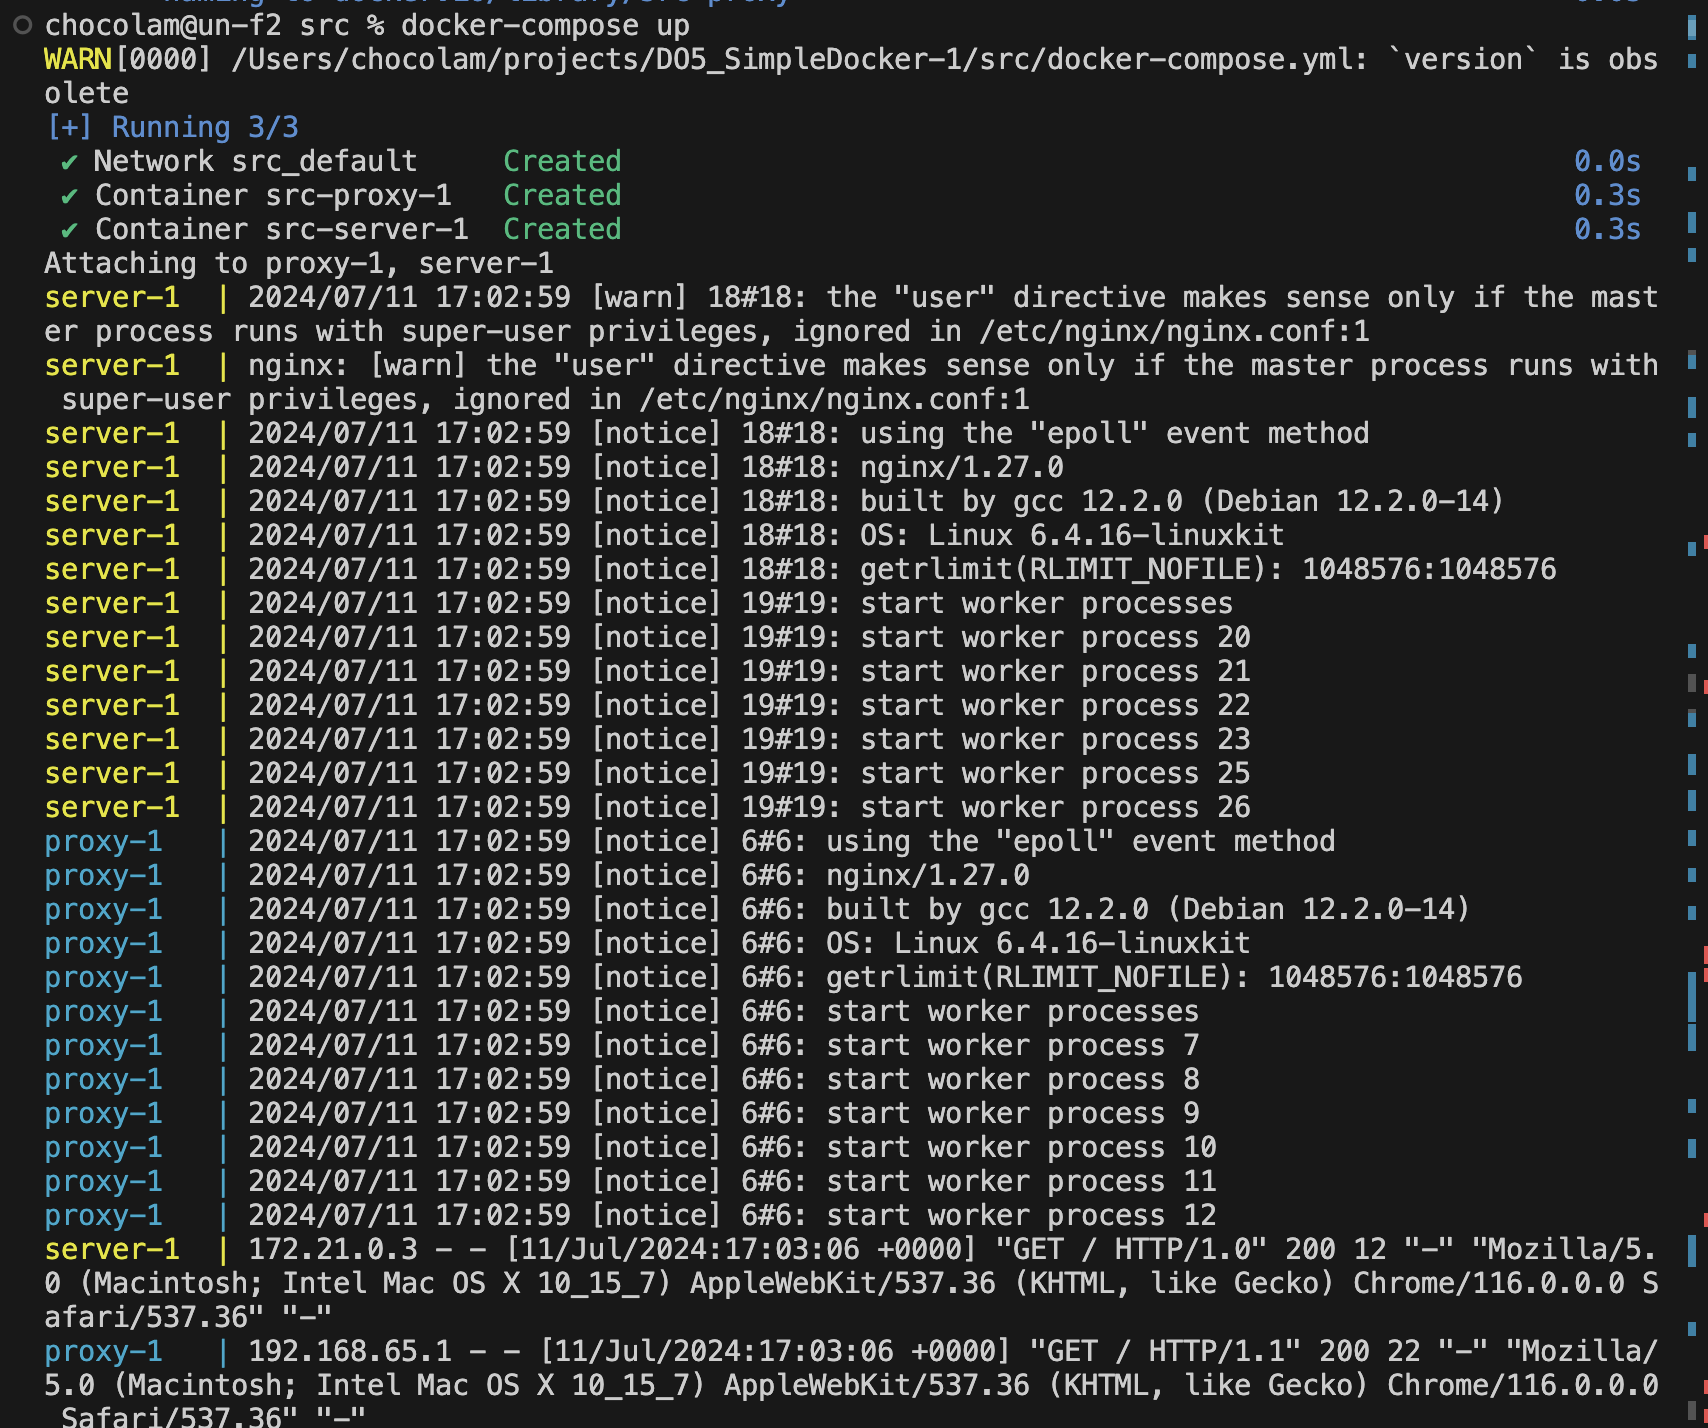 naming to docker.io/library/src-proxy
chocolam@un-f2 src % docker-compose up
WARN[0000] /Users/chocolam/projects/DO5_SimpleDocker-1/src/docker-compose.yml: `version` is obs
olete
[+] Running 3/3
✔ Network src_default Created 0.0s
✔ Container src-proxy-1 Created 0.3s
✔ Container src-server-1 Created 0.3s
Attaching to proxy-1, server-1
server-1 | 2024/07/11 17:02:59 [warn] 18#18: the "user" directive makes sense only if the mast
er process runs with super-user privileges, ignored in /etc/nginx/nginx.conf:1
server-1 | nginx: [warn] the "user" directive makes sense only if the master process runs with
super-user privileges, ignored in /etc/nginx/nginx.conf:1
server-1 | 2024/07/11 17:02:59 [notice] 18#18: using the "epoll" event method
server-1 | 2024/07/11 17:02:59 [notice] 18#18: nginx/1.27.0
server-1 | 2024/07/11 17:02:59 [notice] 18#18: built by gcc 12.2.0 (Debian 12.2.0-14)
server-1 | 2024/07/11 17:02:59 [notice] 18#18: OS: Linux 6.4.16-linuxkit
server-1 | 2024/07/11 17:02:59 [notice] 18#18: getrlimit(RLIMIT_NOFILE): 1048576:1048576
server-1 | 2024/07/11 17:02:59 [notice] 19#19: start worker processes
server-1 | 2024/07/11 17:02:59 [notice] 19#19: start worker process 20
server-1 | 2024/07/11 17:02:59 [notice] 19#19: start worker process 21
server-1 | 2024/07/11 17:02:59 [notice] 19#19: start worker process 22
server-1 | 2024/07/11 17:02:59 [notice] 19#19: start worker process 23
server-1 | 2024/07/11 17:02:59 [notice] 19#19: start worker process 25
server-1 | 2024/07/11 17:02:59 [notice] 19#19: start worker process 26
proxy-1 | 2024/07/11 17:02:59 [notice] 6#6: using the "epoll" event method
proxy-1 | 2024/07/11 17:02:59 [notice] 6#6: nginx/1.27.0
proxy-1 | 2024/07/11 17:02:59 [notice] 6#6: built by gcc 12.2.0 (Debian 12.2.0-14)
proxy-1 | 2024/07/11 17:02:59 [notice] 6#6: OS: Linux 6.4.16-linuxkit
proxy-1 | 2024/07/11 17:02:59 [notice] 6#6: getrlimit(RLIMIT_NOFILE): 1048576:1048576
proxy-1 | 2024/07/11 17:02:59 [notice] 6#6: start worker processes
proxy-1 | 2024/07/11 17:02:59 [notice] 6#6: start worker process 7
proxy-1 | 2024/07/11 17:02:59 [notice] 6#6: start worker process 8
proxy-1 | 2024/07/11 17:02:59 [notice] 6#6: start worker process 9
proxy-1 | 2024/07/11 17:02:59 [notice] 6#6: start worker process 10
proxy-1 | 2024/07/11 17:02:59 [notice] 6#6: start worker process 11
proxy-1 | 2024/07/11 17:02:59 [notice] 6#6: start worker process 12
server-1 | 172.21.0.3 - - [11/Jul/2024:17:03:06 +0000] "GET / HTTP/1.0" 200 12 "-" "Mozilla/5.
0 (Macintosh; Intel Mac OS X 10_15_7) AppleWebKit/537.36 (KHTML, like Gecko) Chrome/116.0.0.0 S
afari/537.36" "-"
proxy-1 | 192.168.65.1 - - [11/Jul/2024:17:03:06 +0000] "GET / HTTP/1.1" 200 22 "-" "Mozilla/
5.0 (Macintosh; Intel Mac OS X 10_15_7) AppleWebKit/537.36 (KHTML, like Gecko) Chrome/116.0.0.0
Safari/537.36" "-"